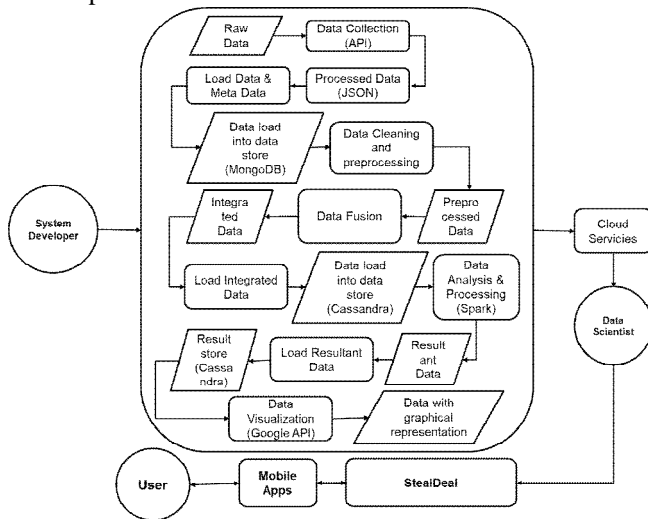 Raw
Data
Data Collection
(API)
Load Data &
Meta Data
Processed Data
(JSON)
Data load
into data
store
(MongoDB)
Data Cleaning
and
preprocessing
System
Developer
Integra
ted
Data
Data Fusion
Prepro
cessed
Data
Cloud
Servicies
Load Integrated
Data
Data load
into data
store
(Cassandra)
Data
Analysis &
Processing
(Spark)
Data
Scientist
Result
store
(Cassa
ndra)
Load Resultant
Data
Result
ant
Data
Data
Visualization
(Google API)
Data with
graphical
representation
User
Mobile
Apps
StealDeal